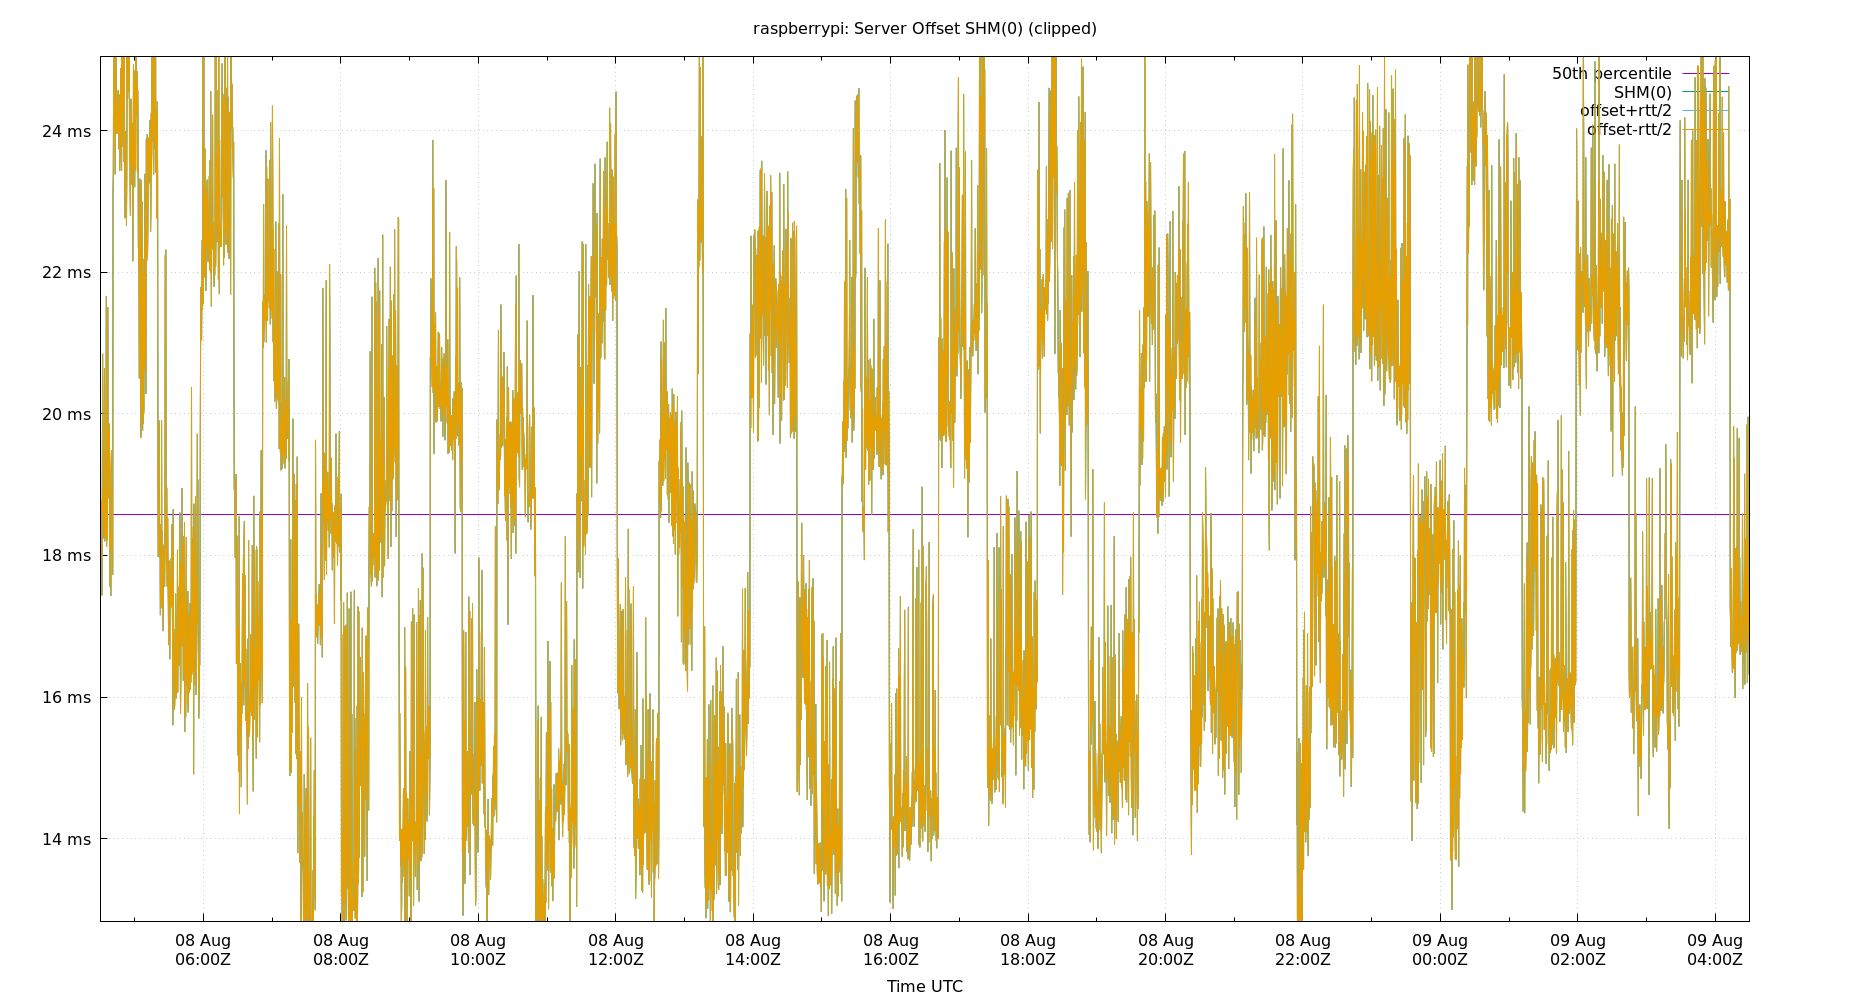 raspberrypi: Server Offset SHM(0) (clipped)
50th percentile
SHM(0)
offset+rtt/2
offset-rtt/2
24 ms
22 ms
20 ms
18 ms
16 ms
14 ms
08 Aug 08 Aug 08 Aug 08 Aug 08 Aug 08 Aug 08 Aug 08 Aug 08 Aug 09 Aug 09 Aug 09 Aug
06:00Z 08:00Z 10:00Z 12:00Z 14:00Z 16:00Z 18:00Z 20:00Z 22:00Z 00:00Z 02:00Z 04:00Z
Time UTC